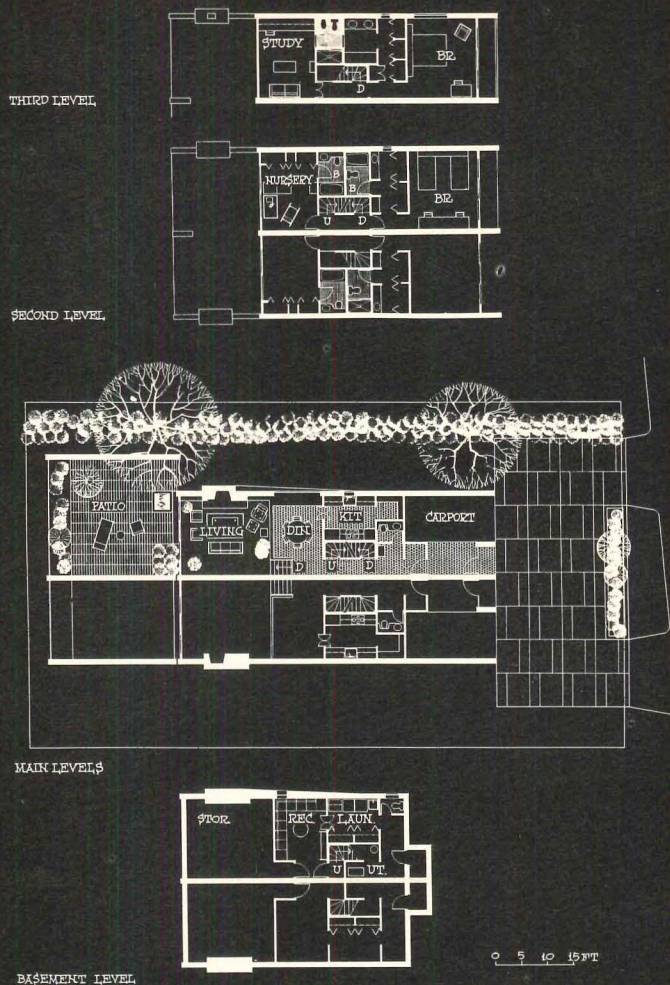 STUDY
BR
D
THIRD LEVEL
NURSERY
B
B
BR
U D
SECOND LEVEL
PATIO
LIVING
DIN
KIT
CARPORT
D U D
MAIN LEVELS
STOR.
REC
LAUN.
U
UT.
0 5 10 15 FT
BASEMENT LEVEL